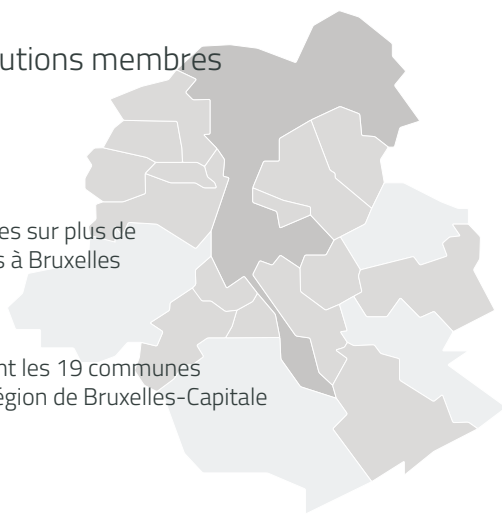 utions membres
es sur plus de
s à Bruxelles
nt les 19 communes
égion de Bruxelles-Capitale